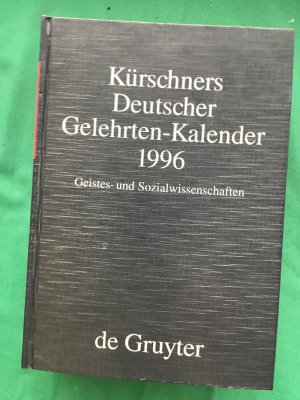 Kürschners
Deutscher
Gelehrten-Kalender
1996
Geistes- und Sozialwissenschaften
de Gruyter